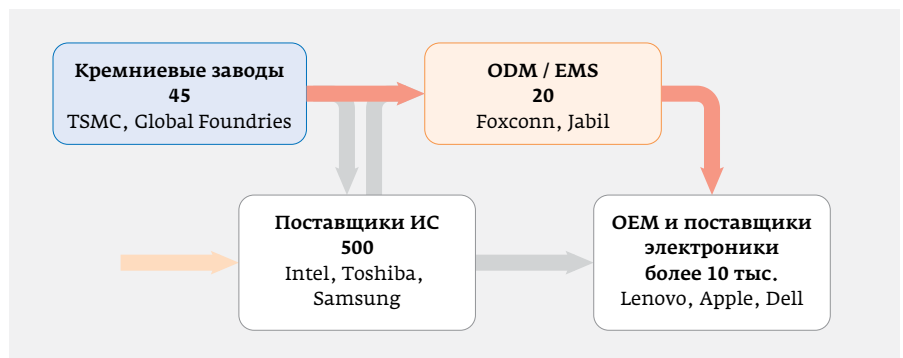 Кремниевые заводы
45
TSMC, Global Foundries
ODM / EMS
20
Foxconn, Jabil
Поставщики ИС
500
Intel, Toshiba,
Samsung
OEM и поставщики
электроники
более 10 тыс.
Lenovo, Apple, Dell